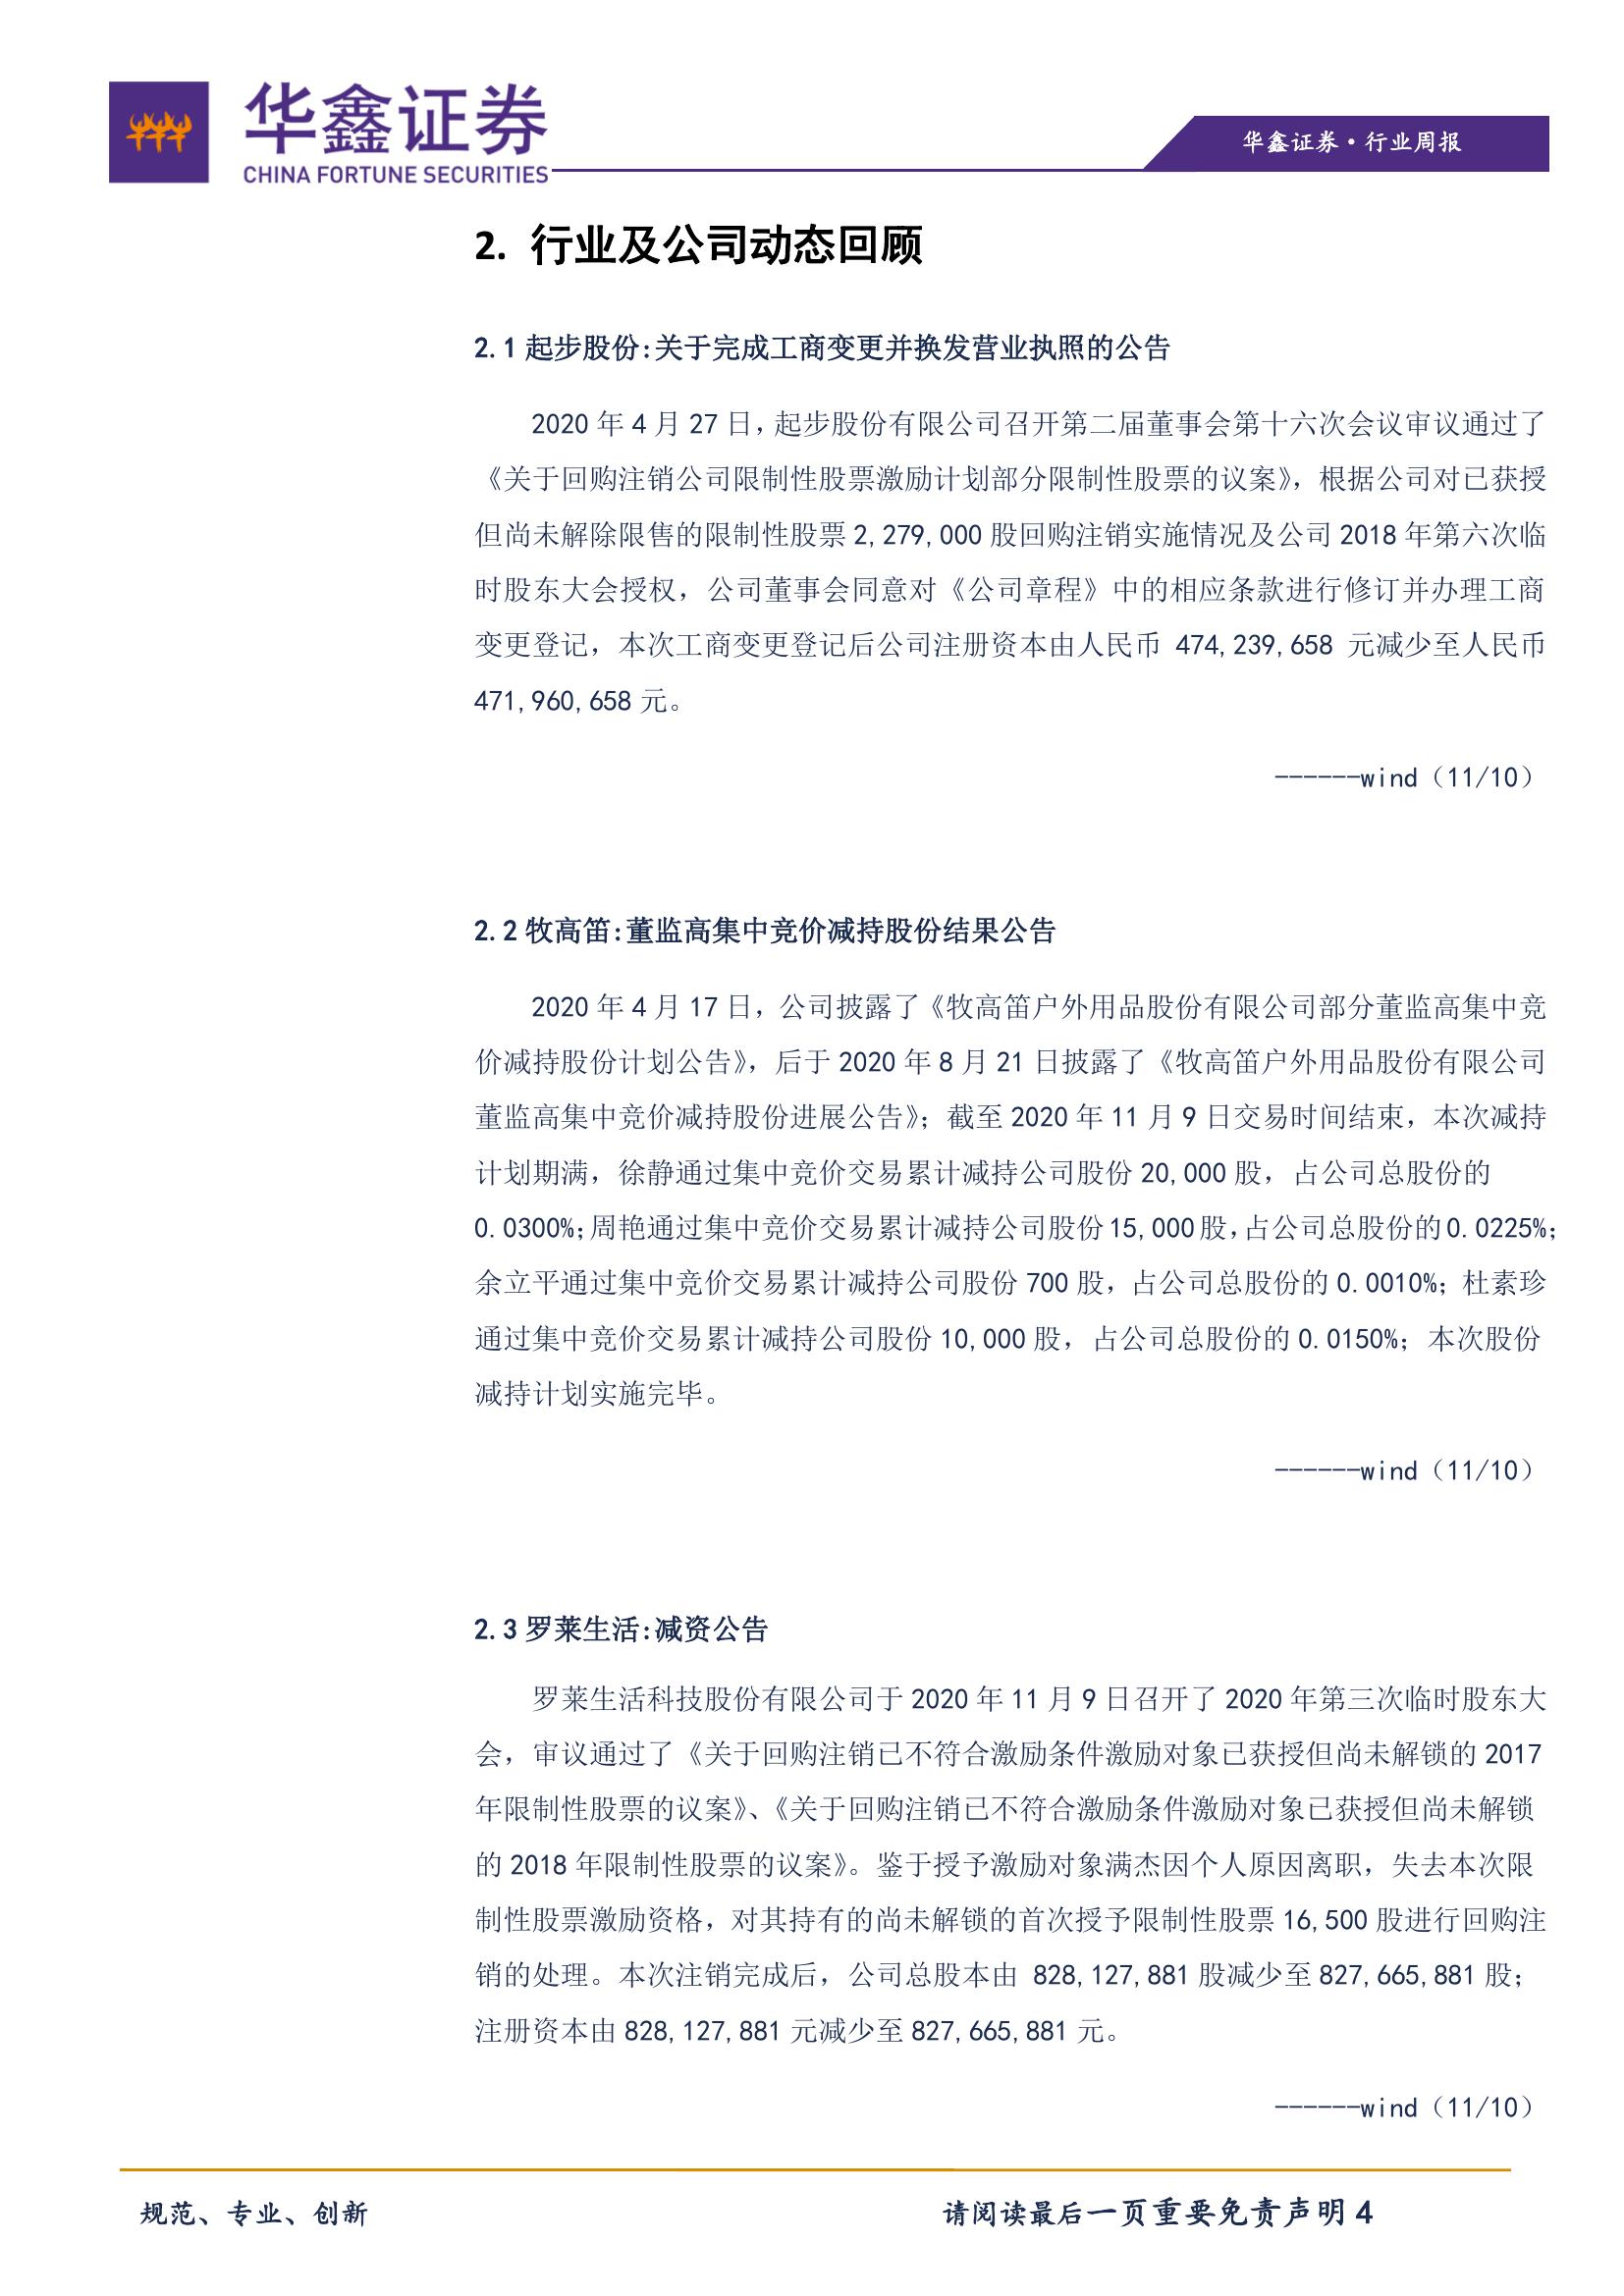 华鑫证券
CHINA FORTUNE SECURITIES
华鑫证券·行业周报
2. 行业及公司动态回顾
2.1 起步股份:关于完成工商变更并换发营业执照的公告
2020 年 4 月 27 日，起步股份有限公司召开第二届董事会第十六次会议审议通过了
《关于回购注销公司限制性股票激励计划部分限制性股票的议案》，根据公司对已获授
但尚未解除限售的限制性股票 2,279,000 股回购注销实施情况及公司 2018 年第六次临
时股东大会授权，公司董事会同意对《公司章程》中的相应条款进行修订并办理工商
变更登记，本次工商变更登记后公司注册资本由人民币 474,239,658 元减少至人民币
471,960,658 元。
------wind（11/10）
2.2 牧高笛:董监高集中竞价减持股份结果公告
2020 年 4 月 17 日，公司披露了《牧高笛户外用品股份有限公司部分董监高集中竞
价减持股份计划公告》，后于 2020 年 8 月 21 日披露了《牧高笛户外用品股份有限公司
董监高集中竞价减持股份进展公告》；截至 2020 年 11 月 9 日交易时间结束，本次减持
计划期满，徐静通过集中竞价交易累计减持公司股份 20,000 股，占公司总股份的
0.0300%；周艳通过集中竞价交易累计减持公司股份 15,000 股，占公司总股份的 0.0225%；
余立平通过集中竞价交易累计减持公司股份 700 股，占公司总股份的 0.0010%；杜素珍
通过集中竞价交易累计减持公司股份 10,000 股，占公司总股份的 0.0150%；本次股份
减持计划实施完毕。
------wind（11/10）
2.3 罗莱生活:减资公告
罗莱生活科技股份有限公司于 2020 年 11 月 9 日召开了 2020 年第三次临时股东大
会，审议通过了《关于回购注销已不符合激励条件激励对象已获授但尚未解锁的 2017
年限制性股票的议案》、《关于回购注销已不符合激励条件激励对象已获授但尚未解锁
的 2018 年限制性股票的议案》。鉴于授予激励对象满杰因个人原因离职，失去本次限
制性股票激励资格，对其持有的尚未解锁的首次授予限制性股票 16,500 股进行回购注
销的处理。本次注销完成后，公司总股本由 828,127,881 股减少至 827,665,881 股；
注册资本由 828,127,881 元减少至 827,665,881 元。
------wind（11/10）
规范、专业、创新
请阅读最后一页重要免责声明 4